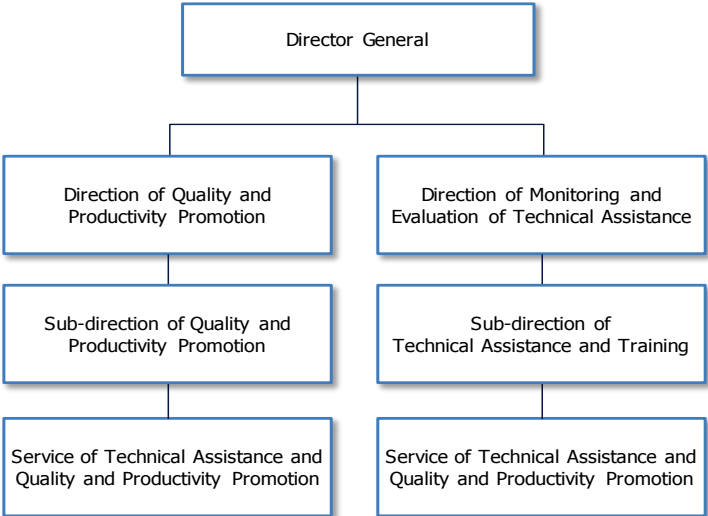 Director General
Direction of Quality and
Productivity Promotion
Direction of Monitoring and
Evaluation of Technical Assistance
Sub-direction of Quality and
Productivity Promotion
Sub-direction of
Technical Assistance and Training
Service of Technical Assistance and
Quality and Productivity Promotion
Service of Technical Assistance and
Quality and Productivity Promotion